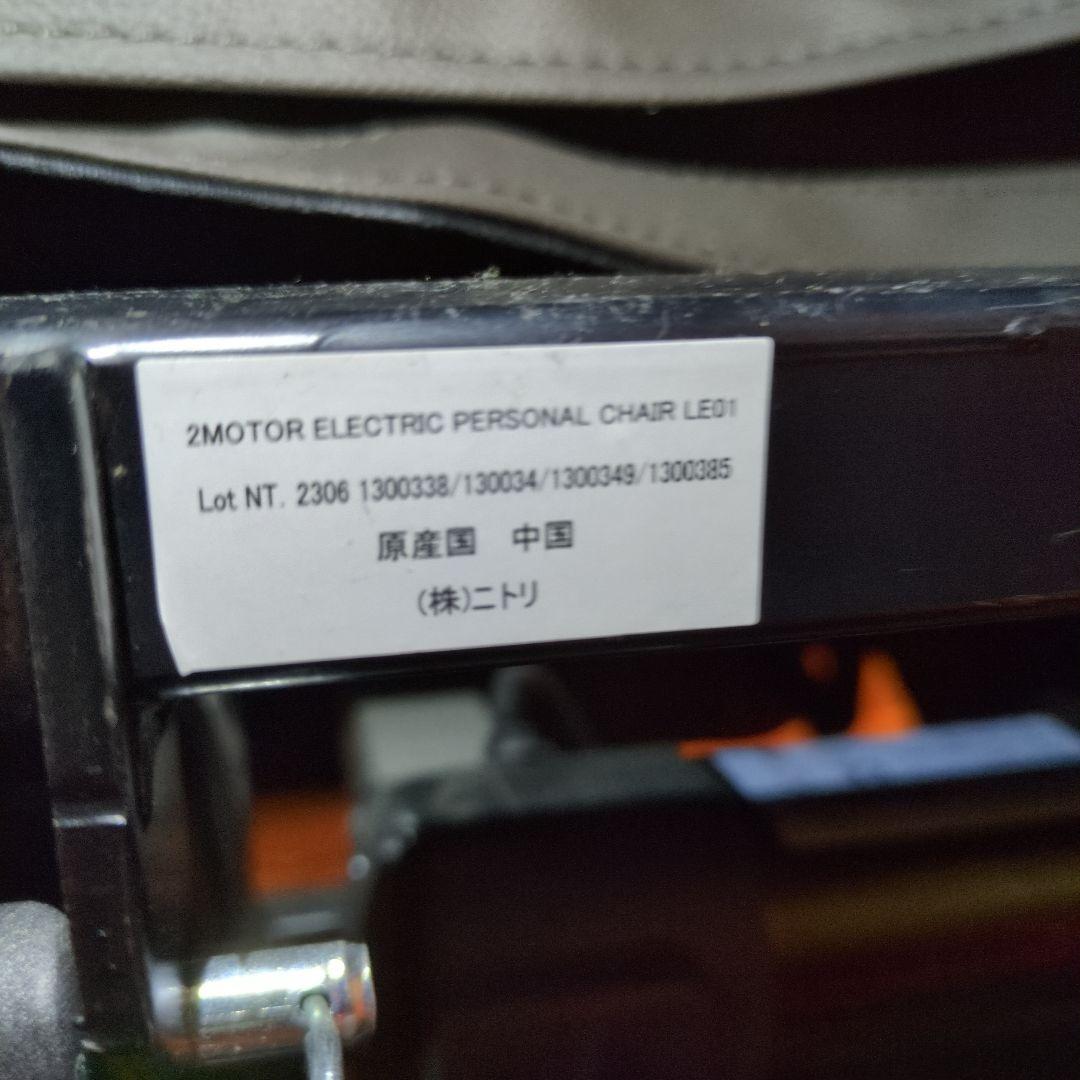 2MOTOR ELECTRIC PERSONAL CHAIR LE01
Lot NT. 2306 1300338/130034/1300349/1300385
原産国 中国
(株)ニトリ